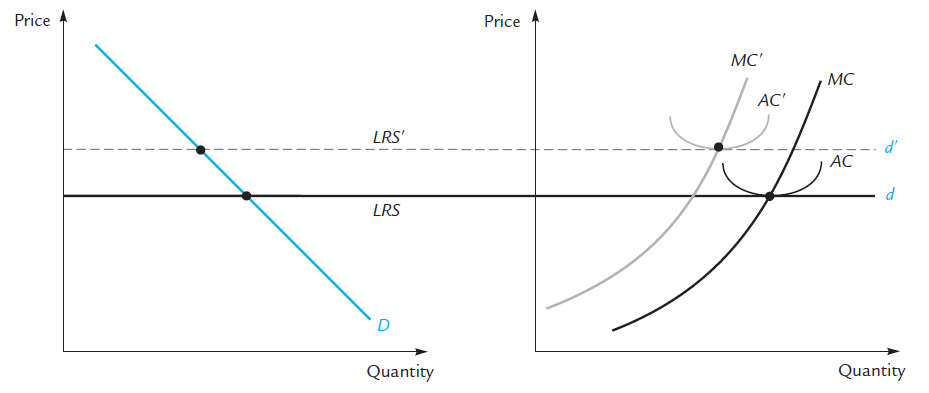 Price
LRS'
LRS
D
Quantity
Price
MC'
MC
AC'
d'
AC
d
Quantity